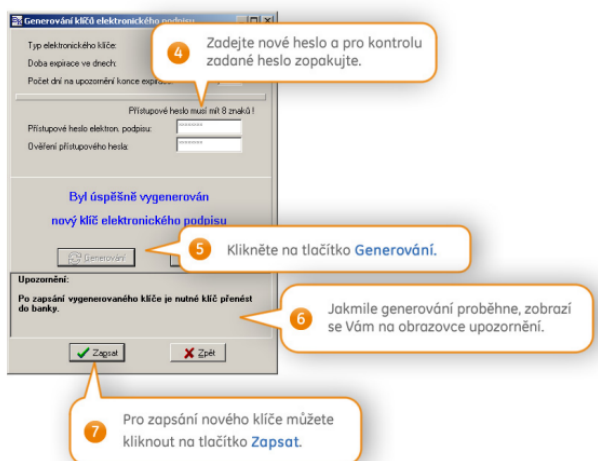 Generování klíčů elektronického podpisu
Typ elektronického klíče:
Doba expirace ve dnech:
Počet dní na upozornění konce
4
Zadejte nové heslo a pro kontrolu
zadané heslo zopakujte.
Přístupové heslo musí mít 8 znaků !
Přístupové heslo elektron. podpisu:
********
Ověření přístupového hesla:
********
Byl úspěšně vygenerován
nový klíč elektronického podpisu
Generování
5
Klikněte na tlačítko Generování.
Upozornění:
Po zapsání vygenerovaného klíče je nutné klíč přenést
do banky.
6
Jakmile generování proběhne, zobrazí
se Vám na obrazovce upozornění.
Zapsat
Zpět
7
Pro zapsání nového klíče můžete
kliknout na tlačítko Zapsat.